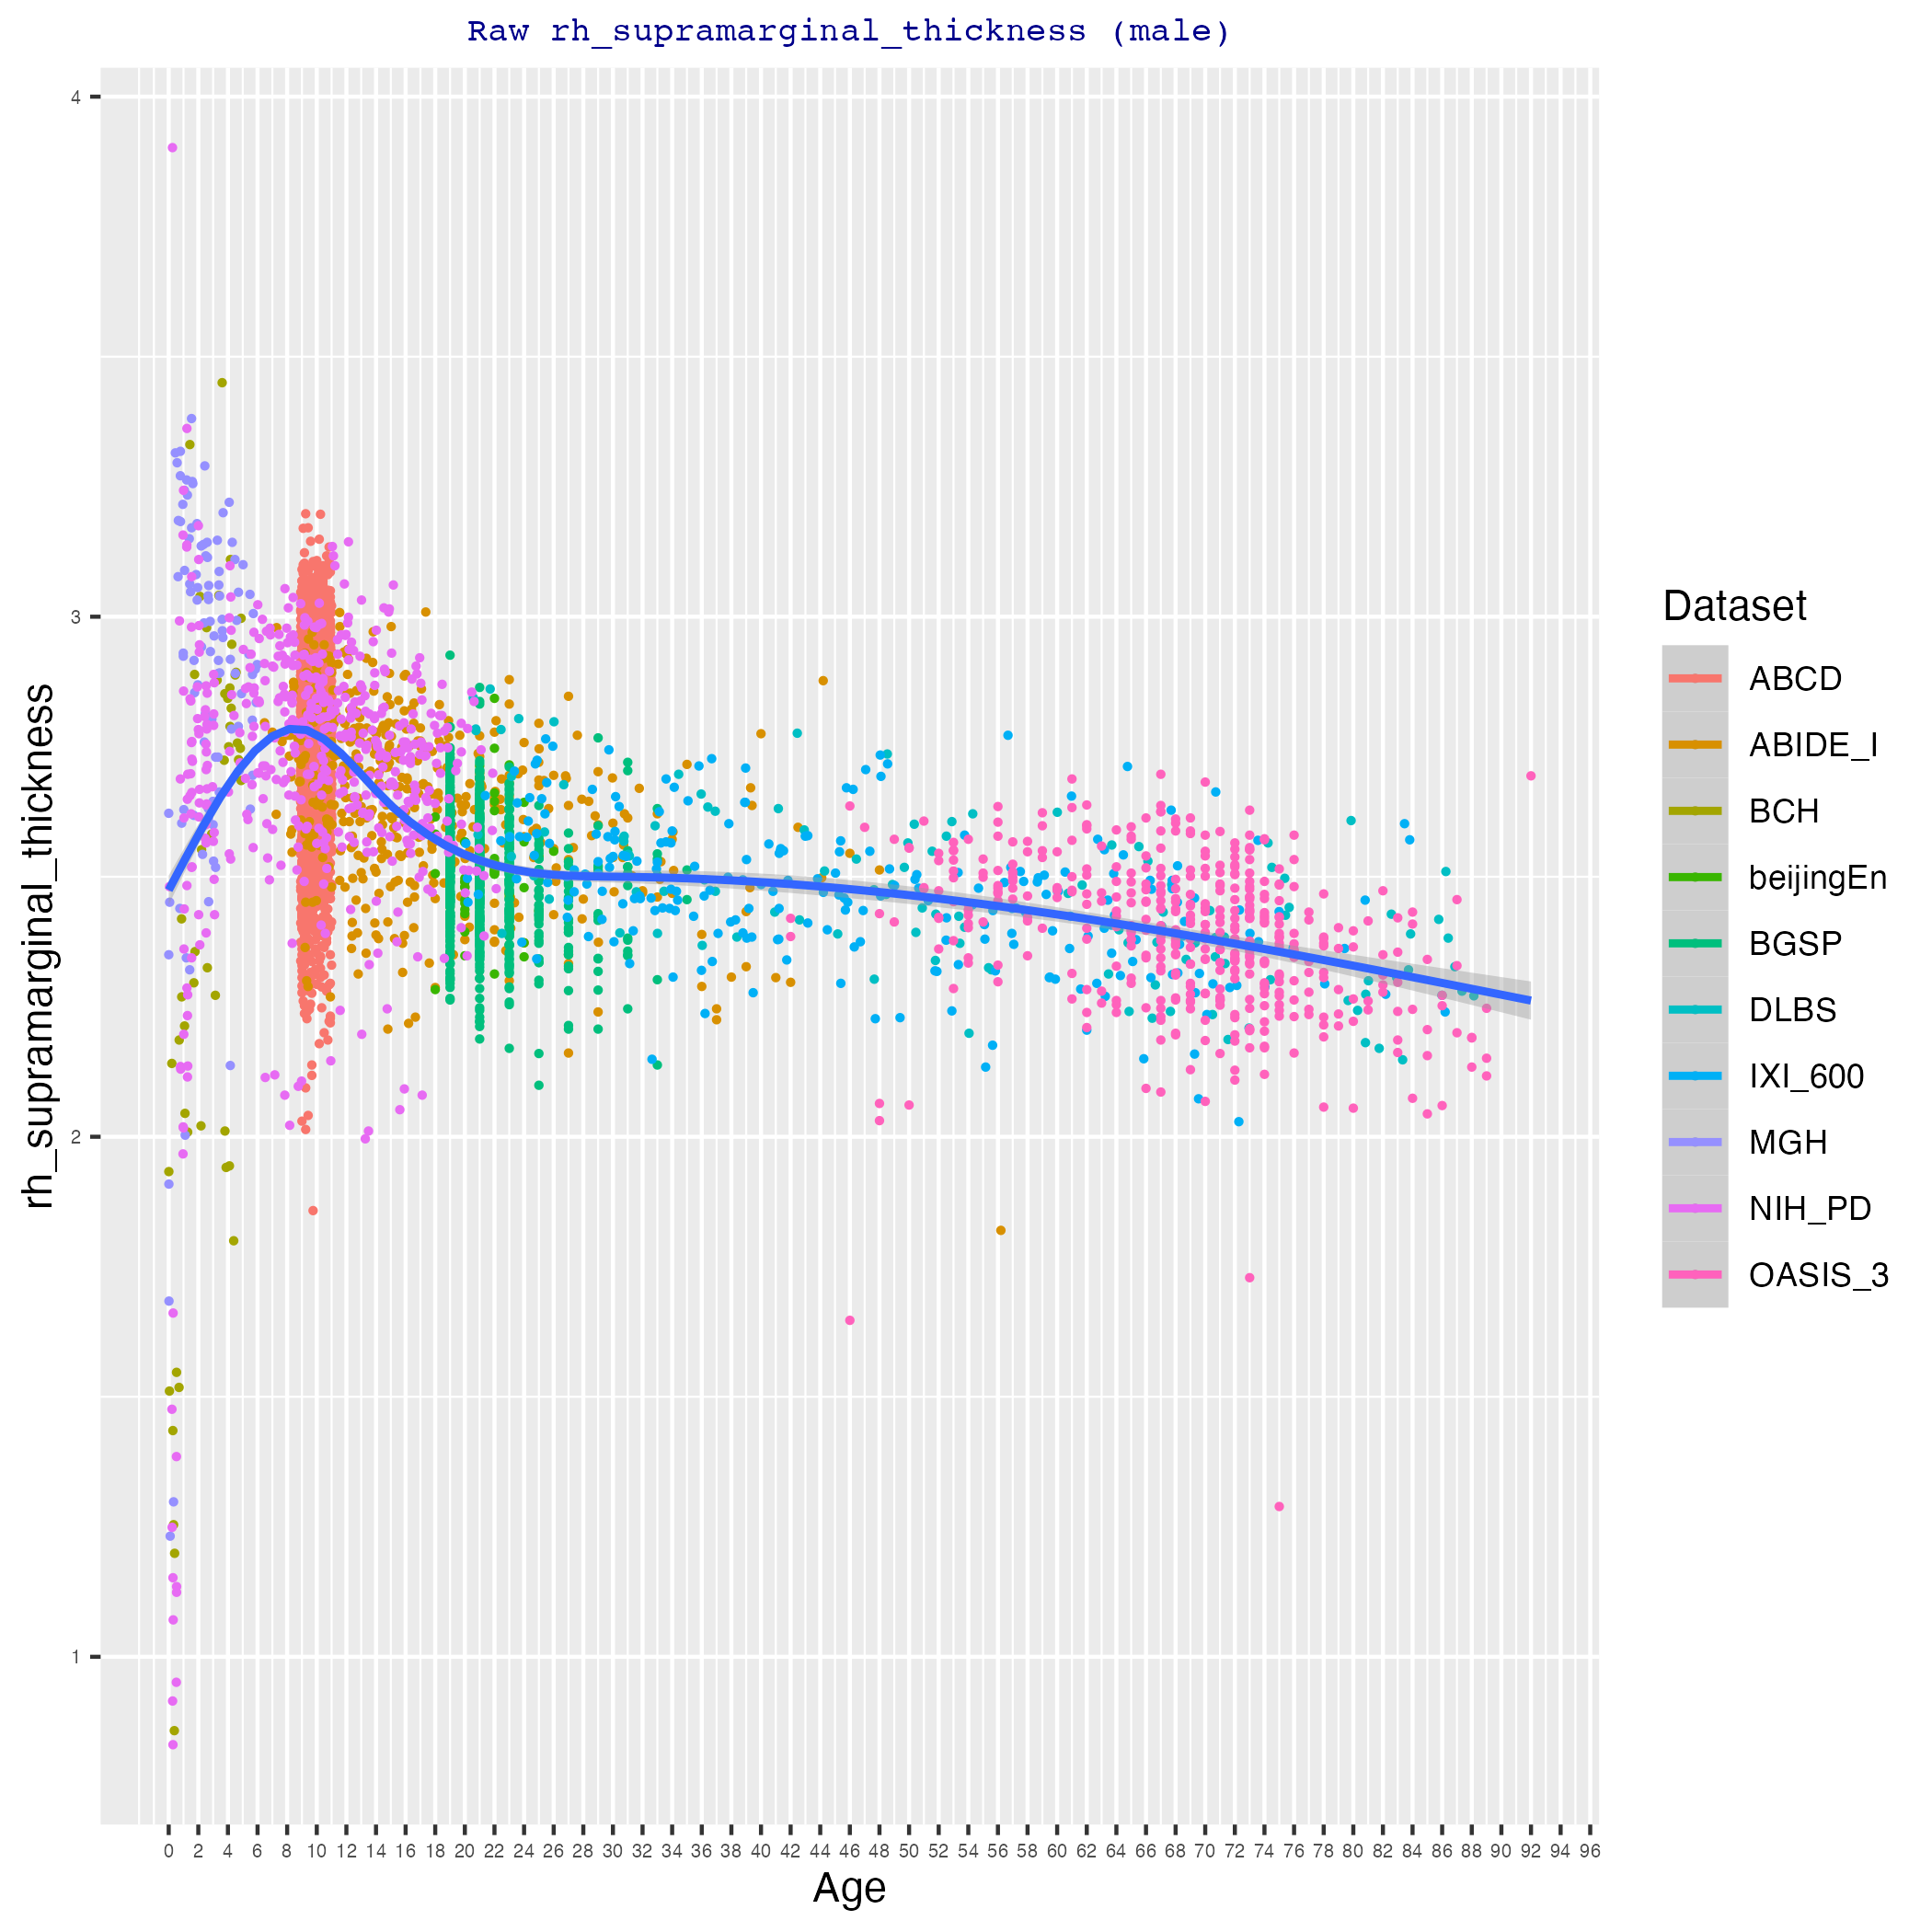 Raw rh_supramarginal_thickness (male)
rh_supramarginal_thickness
4
3
2
1
0 2 4 6 8 10 12 14 16 18 20 22 24 26 28 30 32 34 36 38 40 42 44 46 48 50 52 54 56 58 60 62 64 66 68 70 72 74 76 78 80 82 84 86 88 90 92 94 96
Age
Dataset
ABCD
ABIDE_I
BCH
beijingEn
BGSP
DLBS
IXI_600
MGH
NIH_PD
OASIS_3